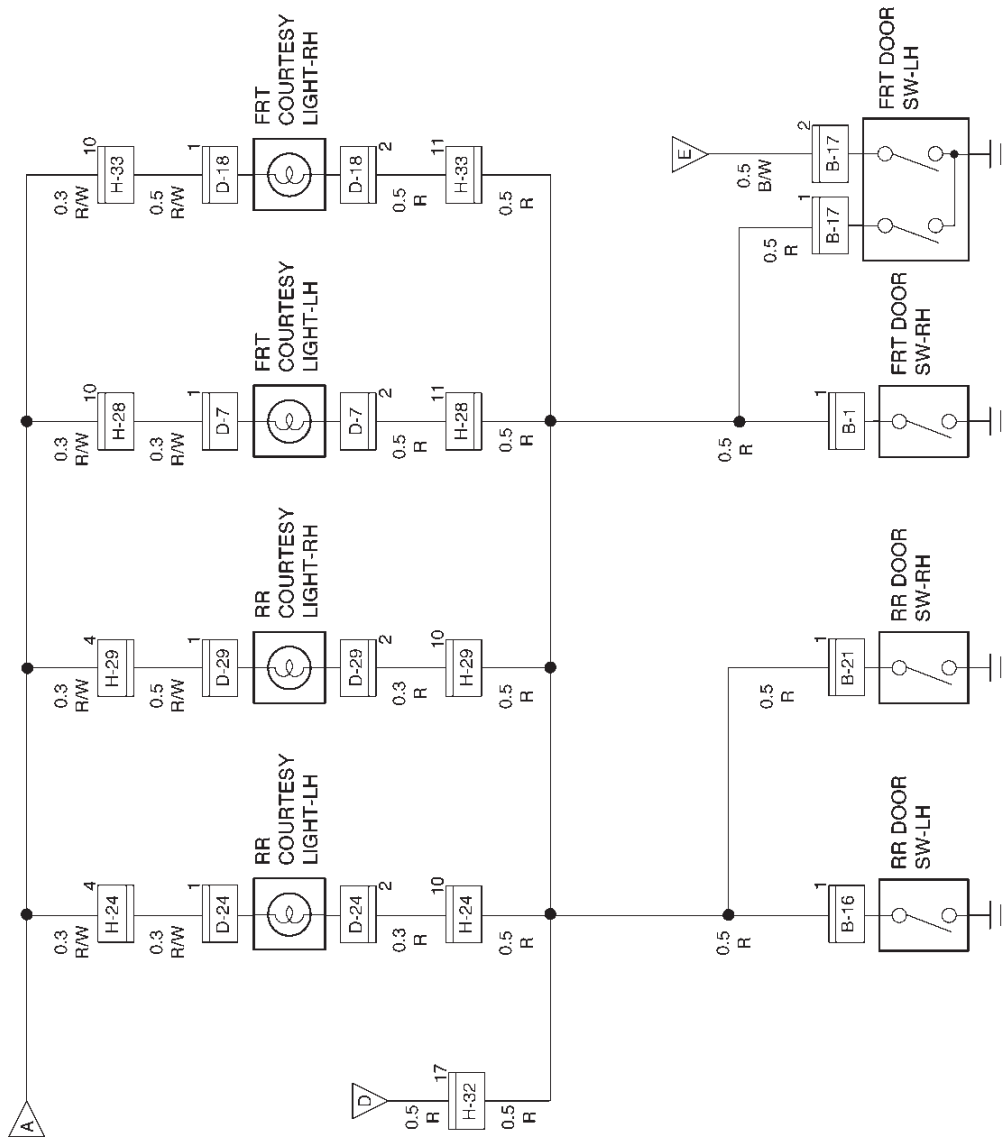 A
0.3
R/W
4
H-24
0.3
R/W
1
D-24
RR
COURTESY
LIGHT-LH
D-24
2
0.3
R
10
H-24
0.5
R
0.3
R/W
4
H-29
0.5
R/W
1
D-29
RR
COURTESY
LIGHT-RH
D-29
2
0.3
R
10
H-29
0.5
R
0.3
R/W
10
H-28
0.3
R/W
1
D-7
FRT
COURTESY
LIGHT-LH
D-7
2
0.5
R
11
H-28
0.5
R
0.3
R/W
10
H-33
0.5
R/W
1
D-18
FRT
COURTESY
LIGHT-RH
D-18
2
0.5
R
11
H-33
0.5
R
D
0.5
R
17
H-32
0.5
R
0.5
R
1
B-16
RR DOOR
SW-LH
0.5
R
1
B-21
RR DOOR
SW-RH
0.5
R
1
B-1
FRT DOOR
SW-RH
0.5
R
1
B-17
E
0.5
B/W
2
B-17
FRT DOOR
SW-LH